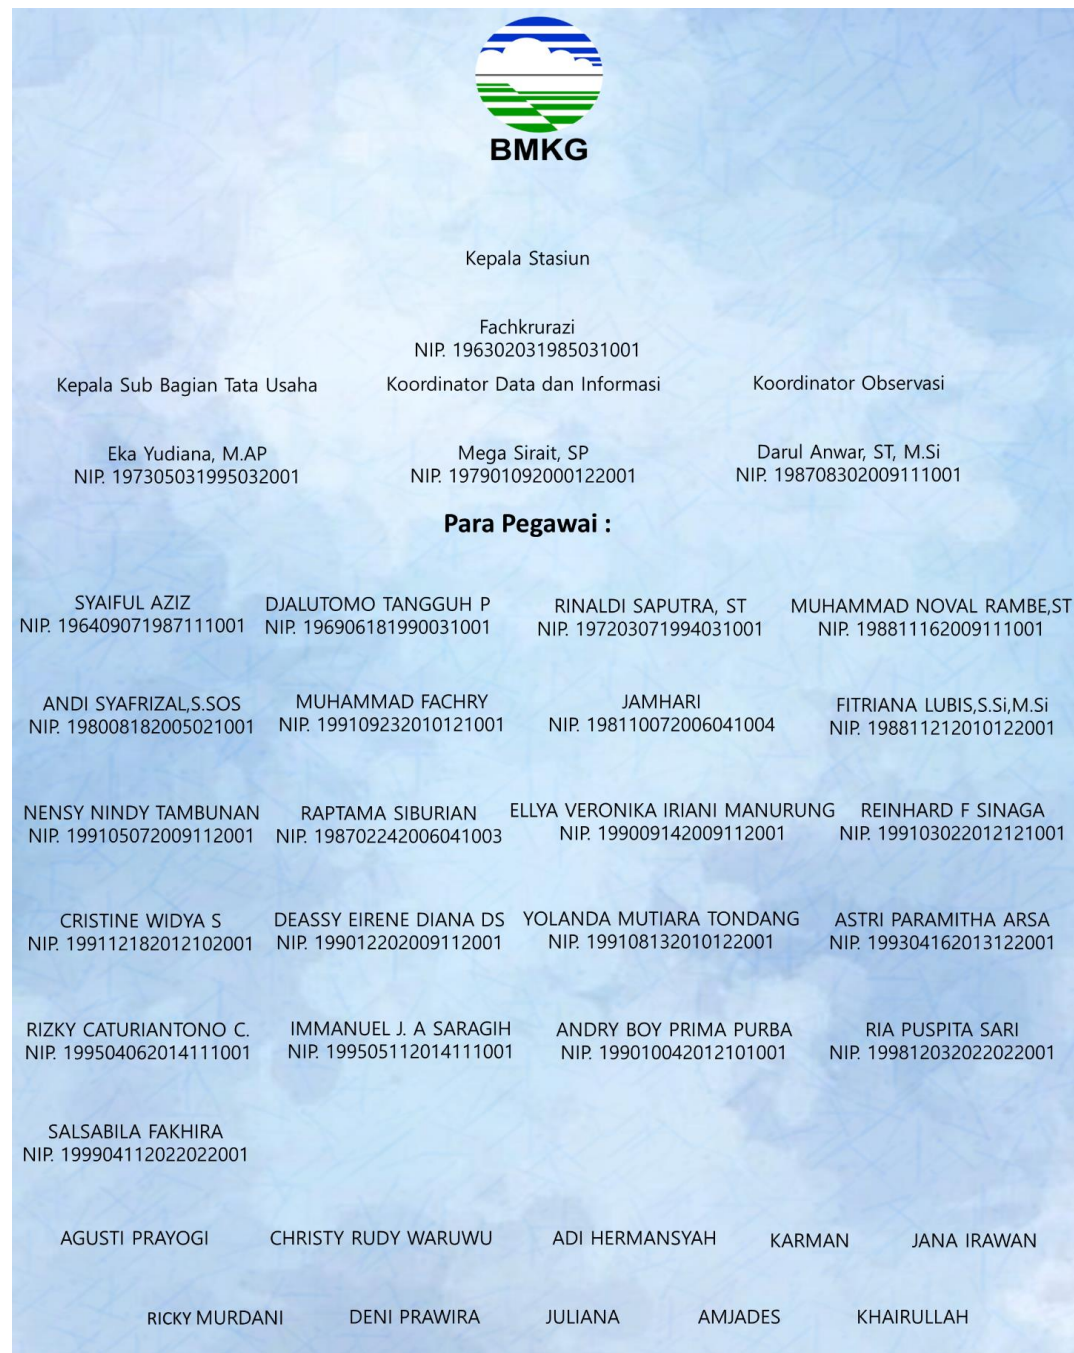 BMKG
Kepala Stasiun
Fachkrurazi
NIP. 196302031985031001
Kepala Sub Bagian Tata Usaha
Koordinator Data dan Informasi
Koordinator Observasi
Eka Yudiana, M.AP
NIP. 197305031995032001
Mega Sirait, SP
NIP. 197901092000122001
Darul Anwar, ST, M.Si
NIP. 198708302009111001
Para Pegawai :
SYAIFUL AZIZ
NIP. 196409071987111001
DJALUTOMO TANGGUH P
NIP. 196906181990031001
RINALDI SAPUTRA, ST
NIP. 197203071994031001
MUHAMMAD NOVAL RAMBE,ST
NIP. 198811162009111001
ANDI SYAFRIZAL,S.SOS
NIP. 198008182005021001
MUHAMMAD FACHRY
NIP. 199109232010121001
JAMHARI
NIP. 198110072006041004
FITRIANA LUBIS,S.Si,M.Si
NIP. 198811212010122001
NENSY NINDY TAMBUNAN
NIP. 199105072009112001
RAPTAMA SIBURIAN
NIP. 198702242006041003
ELLYA VERONIKA IRIANI MANURUNG
NIP. 199009142009112001
REINHARD F SINAGA
NIP. 199103022012121001
CRISTINE WIDYA S
NIP. 199112182012102001
DEASSY EIRENE DIANA DS
NIP. 199012202009112001
YOLANDA MUTIARA TONDANG
NIP. 199108132010122001
ASTRI PARAMITHA ARSA
NIP. 199304162013122001
RIZKY CATURIANTONO C.
NIP. 199504062014111001
IMMANUEL J. A SARAGIH
NIP. 199505112014111001
ANDRY BOY PRIMA PURBA
NIP. 199010042012101001
RIA PUSPITA SARI
NIP. 199812032022022001
SALSABILA FAKHIRA
NIP. 199904112022022001
AGUSTI PRAYOGI
CHRISTY RUDY WARUWU
ADI HERMANSYAH
KARMAN
JANA IRAWAN
RICKY MURDANI
DENI PRAWIRA
JULIANA
AMJADES
KHAIRULLAH